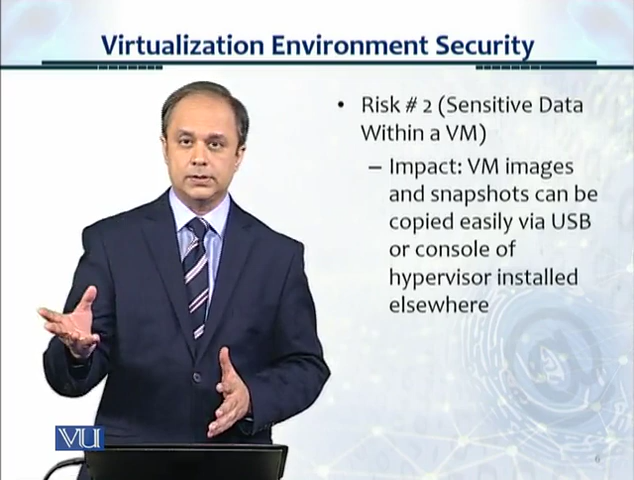 Virtualization Environment Security
• Risk # 2 (Sensitive Data
Within a VM)
– Impact: VM images
and snapshots can be
copied easily via USB
or console of
hypervisor installed
elsewhere
VU
6